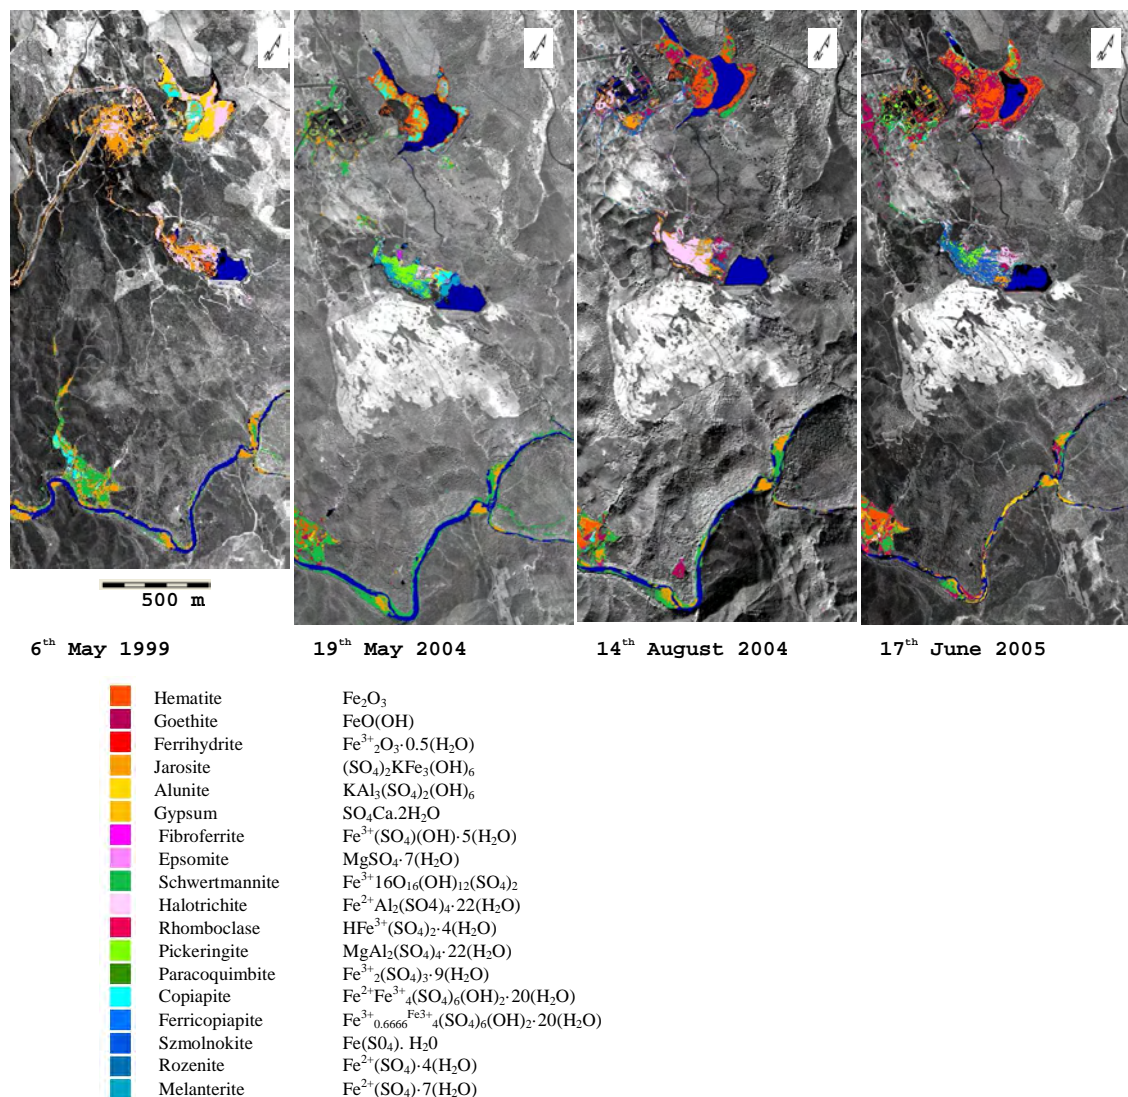 500 m
6th May 1999 19th May 2004 14th August 2004 17th June 2005
Hematite Fe2O3
Goethite FeO(OH)
Ferrihydrite Fe3+2O3·0.5(H2O)
Jarosite (SO4)2KFe3(OH)6
Alunite KAl3(SO4)2(OH)6
Gypsum SO4Ca.2H2O
Fibroferrite Fe3+(SO4)(OH)·5(H2O)
Epsomite MgSO4·7(H2O)
Schwertmannite Fe3+16O16(OH)12(SO4)2
Halotrichite Fe2+Al2(SO4)4·22(H2O)
Rhomboclase HFe3+(SO4)2·4(H2O)
Pickeringite MgAl2(SO4)4·22(H2O)
Paracoquimbite Fe3+2(SO4)3·9(H2O)
Copiapite Fe2+Fe3+4(SO4)6(OH)2·20(H2O)
Ferricopiapite Fe3+0.6666Fe3+4(SO4)6(OH)2·20(H2O)
Szmolnokite Fe(S04). H20
Rozenite Fe2+(SO4)·4(H2O)
Melanterite Fe2+(SO4)·7(H2O)